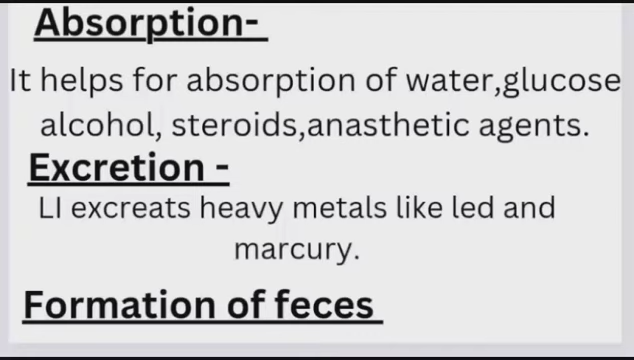 Absorption-
It helps for absorption of water,glucose
alcohol, steroids,anasthetic agents.
Excretion -
LI excreats heavy metals like led and
marcury.
Formation of feces